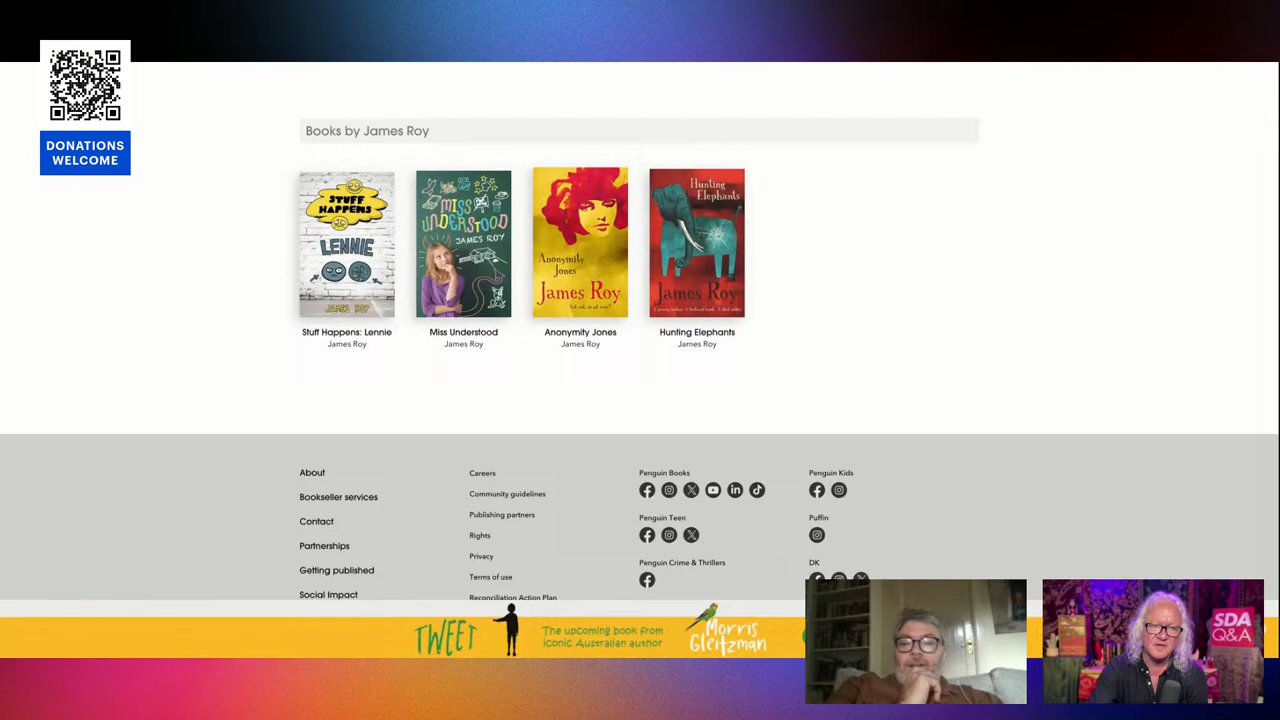 DONATIONS
WELCOME
Books by James Roy
STUFF
HAPPENS
LENNIE
JAMES ROY
MISS
UNDERSTOOD
JAMES ROY
Anonymity
Jones
James Roy
Hunting
Elephants
James Roy
Stuff Happens: Lennie
James Roy
Miss Understood
James Roy
Anonymity Jones
James Roy
Hunting Elephants
James Roy
About
Bookseller services
Contact
Partnerships
Getting published
Social Impact
Careers
Community guidelines
Publishing partners
Rights
Privacy
Terms of use
Reconciliation Action Plan
Penguin Books
Penguin Teen
Penguin Crime & Thrillers
Penguin Kids
Puffin
DK
TWEET
The upcoming book from
iconic Australian author
Morris
Gleitzman
SDA
Q&A